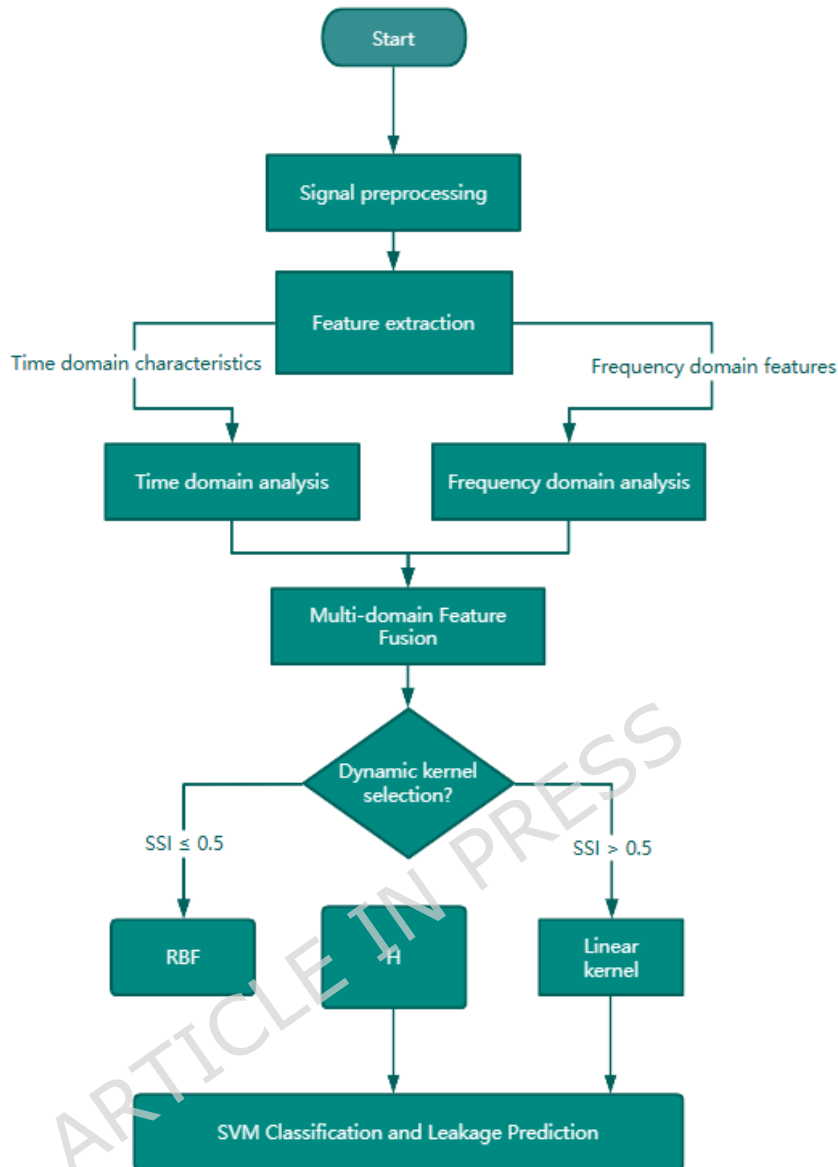 Start
Signal preprocessing
Feature extraction
Time domain characteristics
Frequency domain features
Time domain analysis
Frequency domain analysis
Multi-domain Feature
Fusion
Dynamic kernel
selection?
SSI ≤ 0.5
SSI > 0.5
RBF
H
Linear
kernel
SVM Classification and Leakage Prediction
ARTICLE IN PRESS